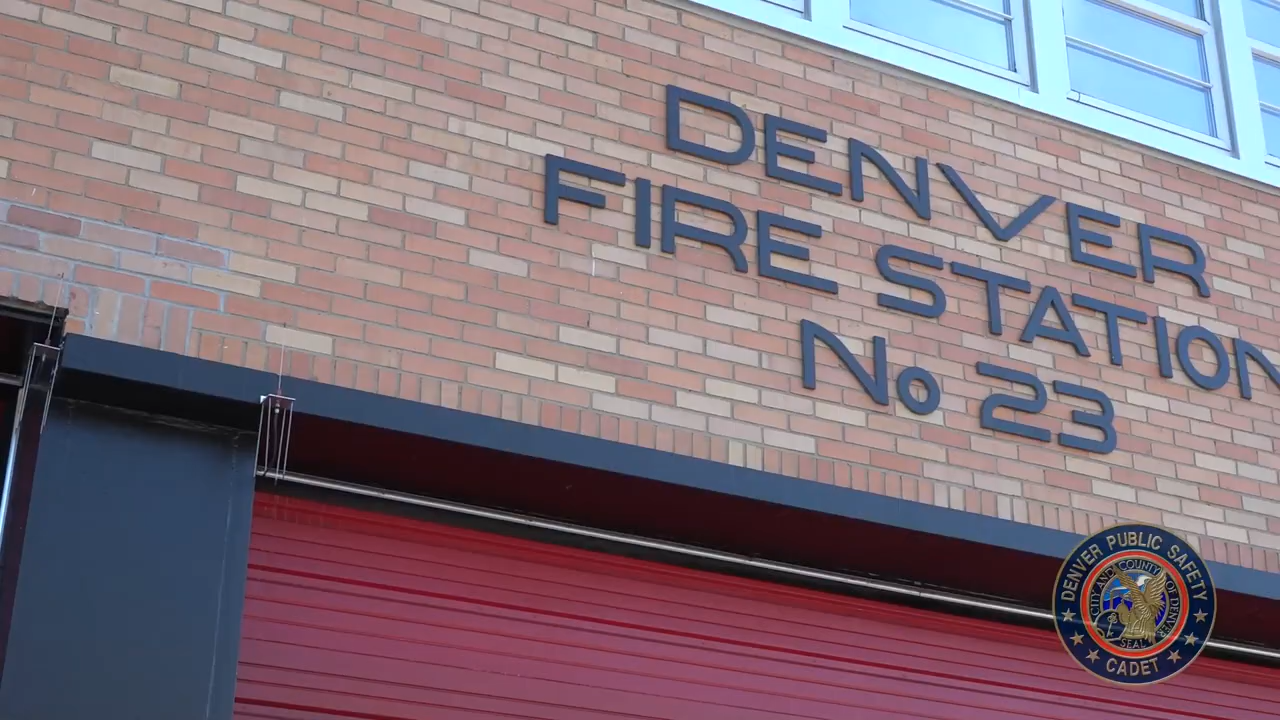 DENVER
FIRE STATION
No 23
DENVER PUBLIC SAFETY
CADET
CITY AND COUNTY OF DENVER
SEAL